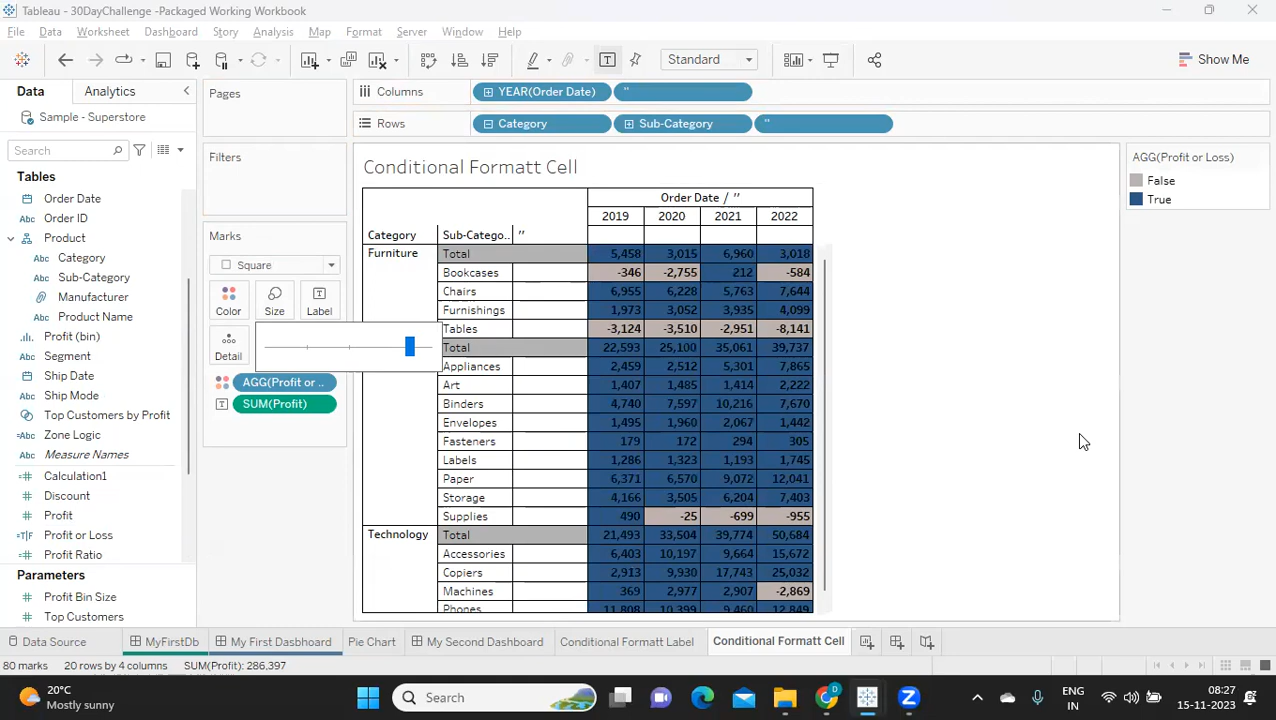 Tableau - 30DayChallenge -Packaged Working Workbook
File Data Worksheet Dashboard Story Analysis Map Format Server Window Help
Standard
Show Me
Data Analytics
Pages
Columns YEAR(Order Date) "
Sample - Superstore
Rows Category Sub-Category "
Search
Filters
Conditional Formatt Cell
AGG(Profit or Loss)
False
True
Tables
Order Date
Order ID
Product
Category
Sub-Category
Manufacturer
Product Name
Profit (bin)
Segment
Ship Date
Ship Mode
Top Customers by Profit
Zone Logic
Measure Names
Calculation1
Discount
Profit
Profit or Loss
Profit Ratio
Parameters
Profit Bin Size
Top Customers
Marks
Square
Color Size Label
Detail
AGG(Profit or ..
SUM(Profit)
Order Date / "
2019 2020 2021 2022
Category Sub-Catego.. "
Furniture Total 5,458 3,015 6,960 3,018
Bookcases -346 -2,755 212 -584
Chairs 6,955 6,228 5,763 7,644
Furnishings 1,973 3,052 3,935 4,099
Tables -3,124 -3,510 -2,951 -8,141
Total 22,593 25,100 35,061 39,737
Appliances 2,459 2,512 5,301 7,865
Art 1,407 1,485 1,414 2,222
Binders 4,740 7,597 10,216 7,670
Envelopes 1,495 1,960 2,067 1,442
Fasteners 179 172 294 305
Labels 1,286 1,323 1,193 1,745
Paper 6,371 6,570 9,072 12,041
Storage 4,166 3,505 6,204 7,403
Supplies 490 -25 -699 -955
Technology Total 21,493 33,504 39,774 50,684
Accessories 6,403 10,197 9,664 15,672
Copiers 2,913 9,930 17,743 25,032
Machines 369 2,977 2,907 -2,869
Phones 11,808 10,399 9,460 12,849
Data Source MyFirstDb My First Dasbhoard Pie Chart My Second Dashboard Conditional Formatt Label Conditional Formatt Cell
80 marks 20 rows by 4 columns SUM(Profit): 286,397
20°C
Mostly sunny
Search
ENG
IN
08:27
15-11-2023